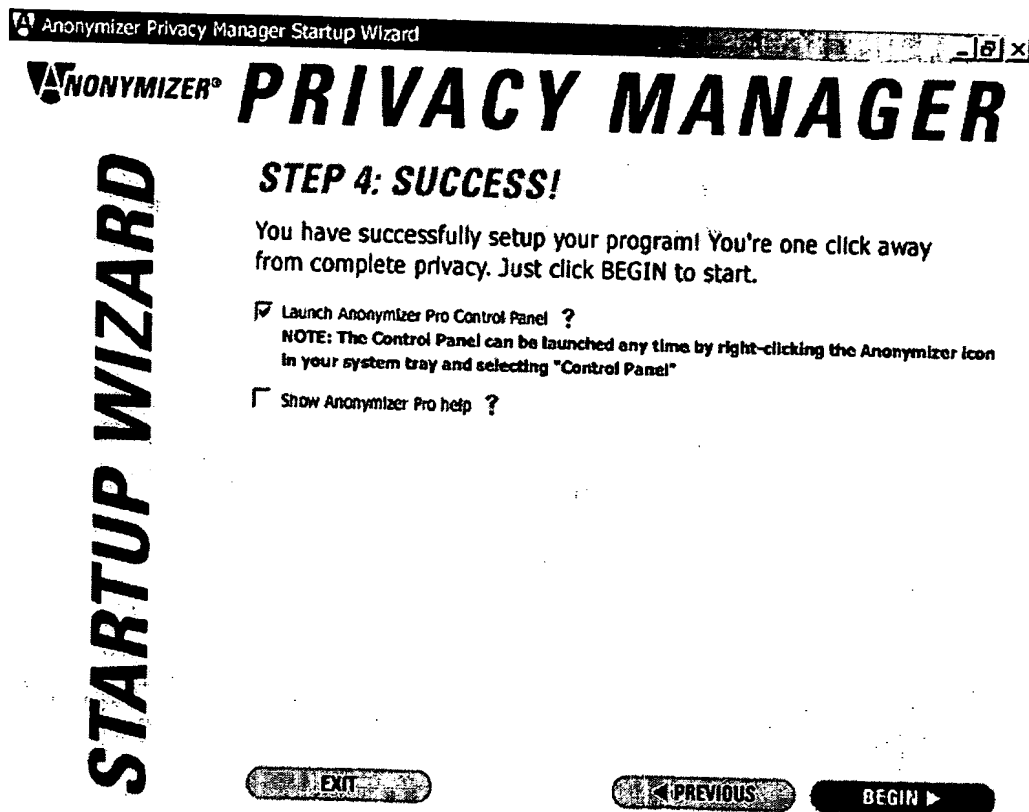 Anonymizer Privacy Manager Startup Wizard
ANONYMIZER® PRIVACY MANAGER
STARTUP WIZARD
STEP 4: SUCCESS!
You have successfully setup your program! You're one click away
from complete privacy. Just click BEGIN to start.
Launch Anonymizer Pro Control Panel ?
NOTE: The Control Panel can be launched any time by right-clicking the Anonymizer icon
in your system tray and selecting "Control Panel"
Show Anonymizer Pro help ?
EXIT
PREVIOUS
BEGIN